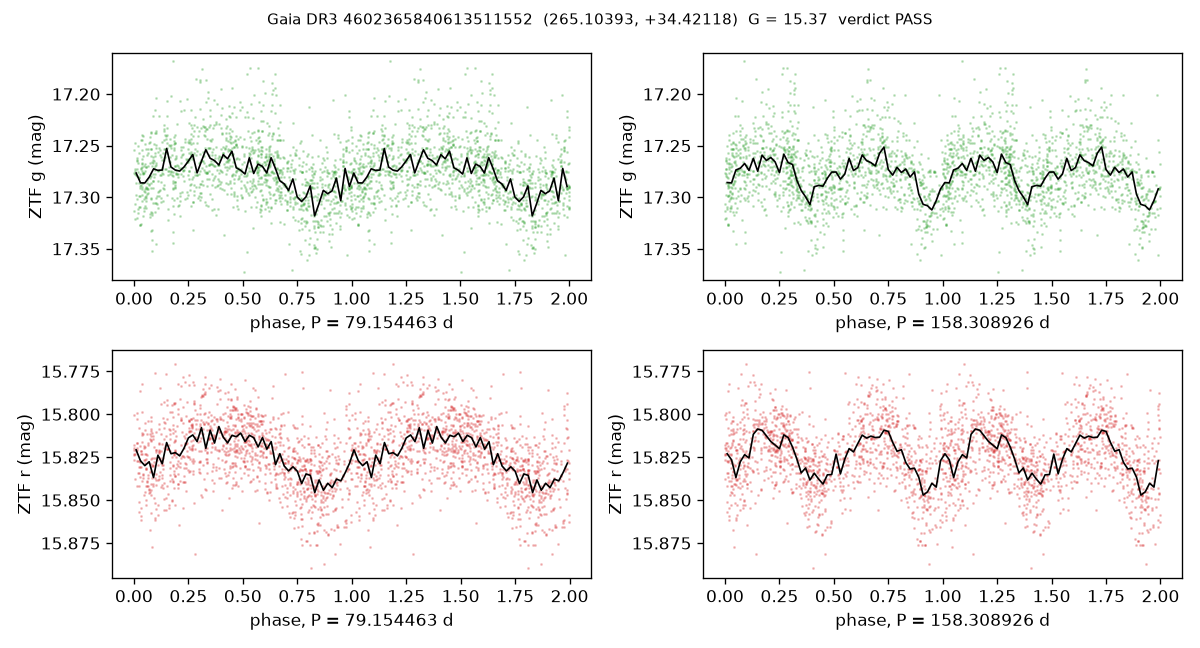 Gaia DR3 4602365840613511552  (265.10393, +34.42118)  G = 15.37  verdict PASS
ZTF g (mag)
17.20
17.25
17.30
17.35
0.00 0.25 0.50 0.75 1.00 1.25 1.50 1.75 2.00
phase, P = 79.154463 d
ZTF g (mag)
17.20
17.25
17.30
17.35
0.00 0.25 0.50 0.75 1.00 1.25 1.50 1.75 2.00
phase, P = 158.308926 d
ZTF r (mag)
15.775
15.800
15.825
15.850
15.875
0.00 0.25 0.50 0.75 1.00 1.25 1.50 1.75 2.00
phase, P = 79.154463 d
ZTF r (mag)
15.775
15.800
15.825
15.850
15.875
0.00 0.25 0.50 0.75 1.00 1.25 1.50 1.75 2.00
phase, P = 158.308926 d